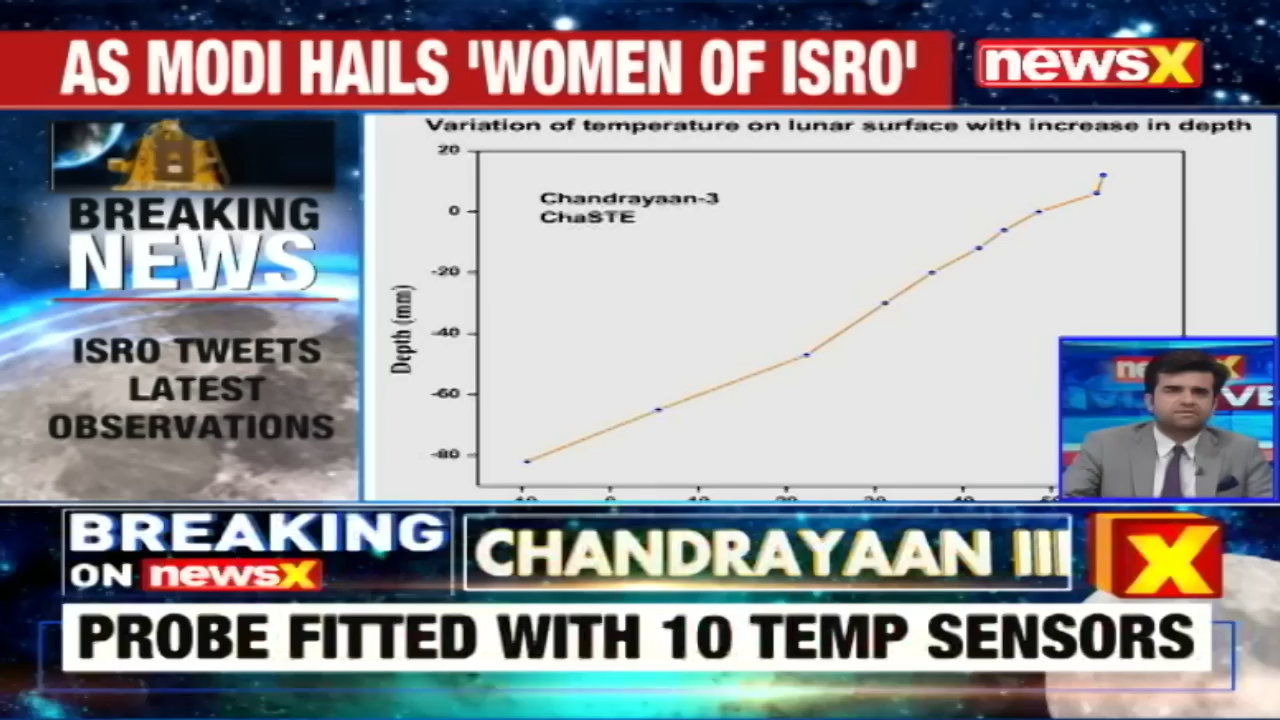 AS MODI HAILS 'WOMEN OF ISRO'
newsX
BREAKING
NEWS
ISRO TWEETS
LATEST
OBSERVATIONS
Variation of temperature on lunar surface with increase in depth
Chandrayaan-3
ChaSTE
Depth (mm)
20
0
-20
-40
-60
-80
BREAKING
ON newsX
CHANDRAYAAN III
X
PROBE FITTED WITH 10 TEMP SENSORS